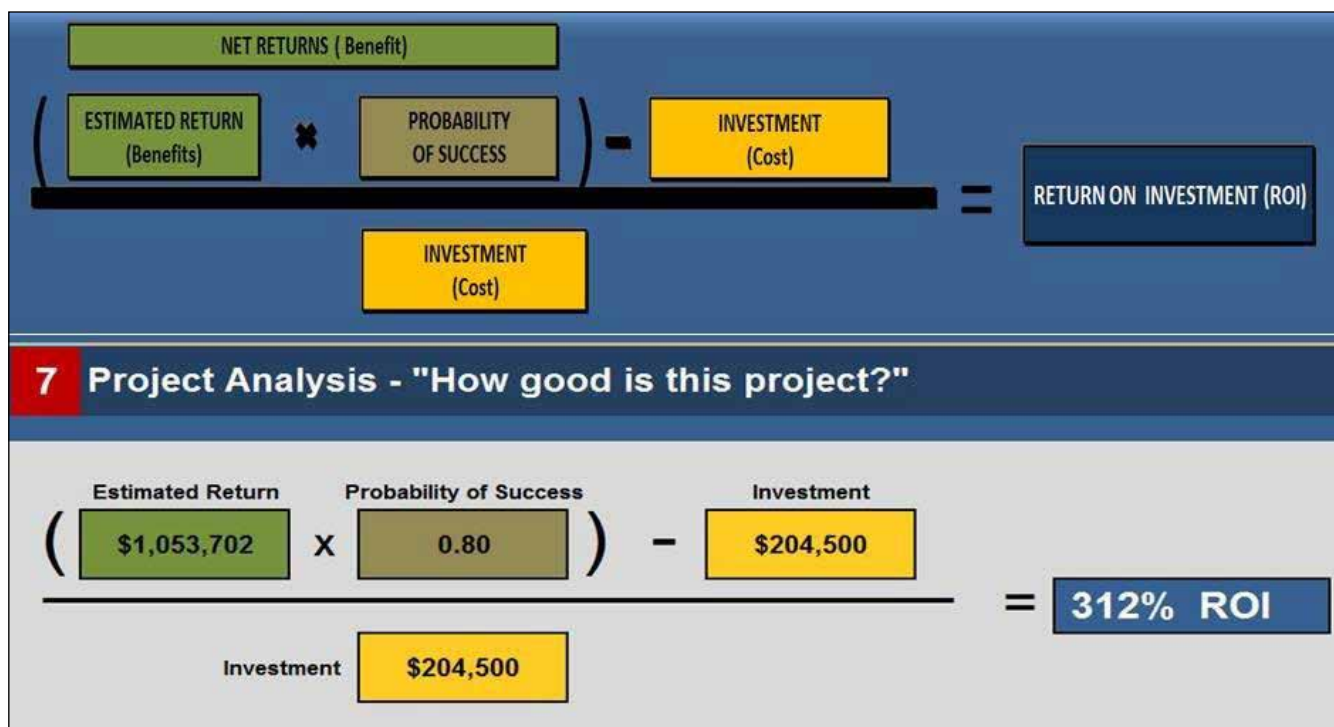 NET RETURNS ( Benefit)
( ESTIMATED RETURN
(Benefits)
✖
PROBABILITY
OF SUCCESS
) -
INVESTMENT
(Cost)
=
RETURN ON INVESTMENT (ROI)
INVESTMENT
(Cost)
7 Project Analysis - "How good is this project?"
Estimated Return Probability of Success Investment
( $1,053,702 x 0.80 ) - $204,500
= 312% ROI
Investment $204,500